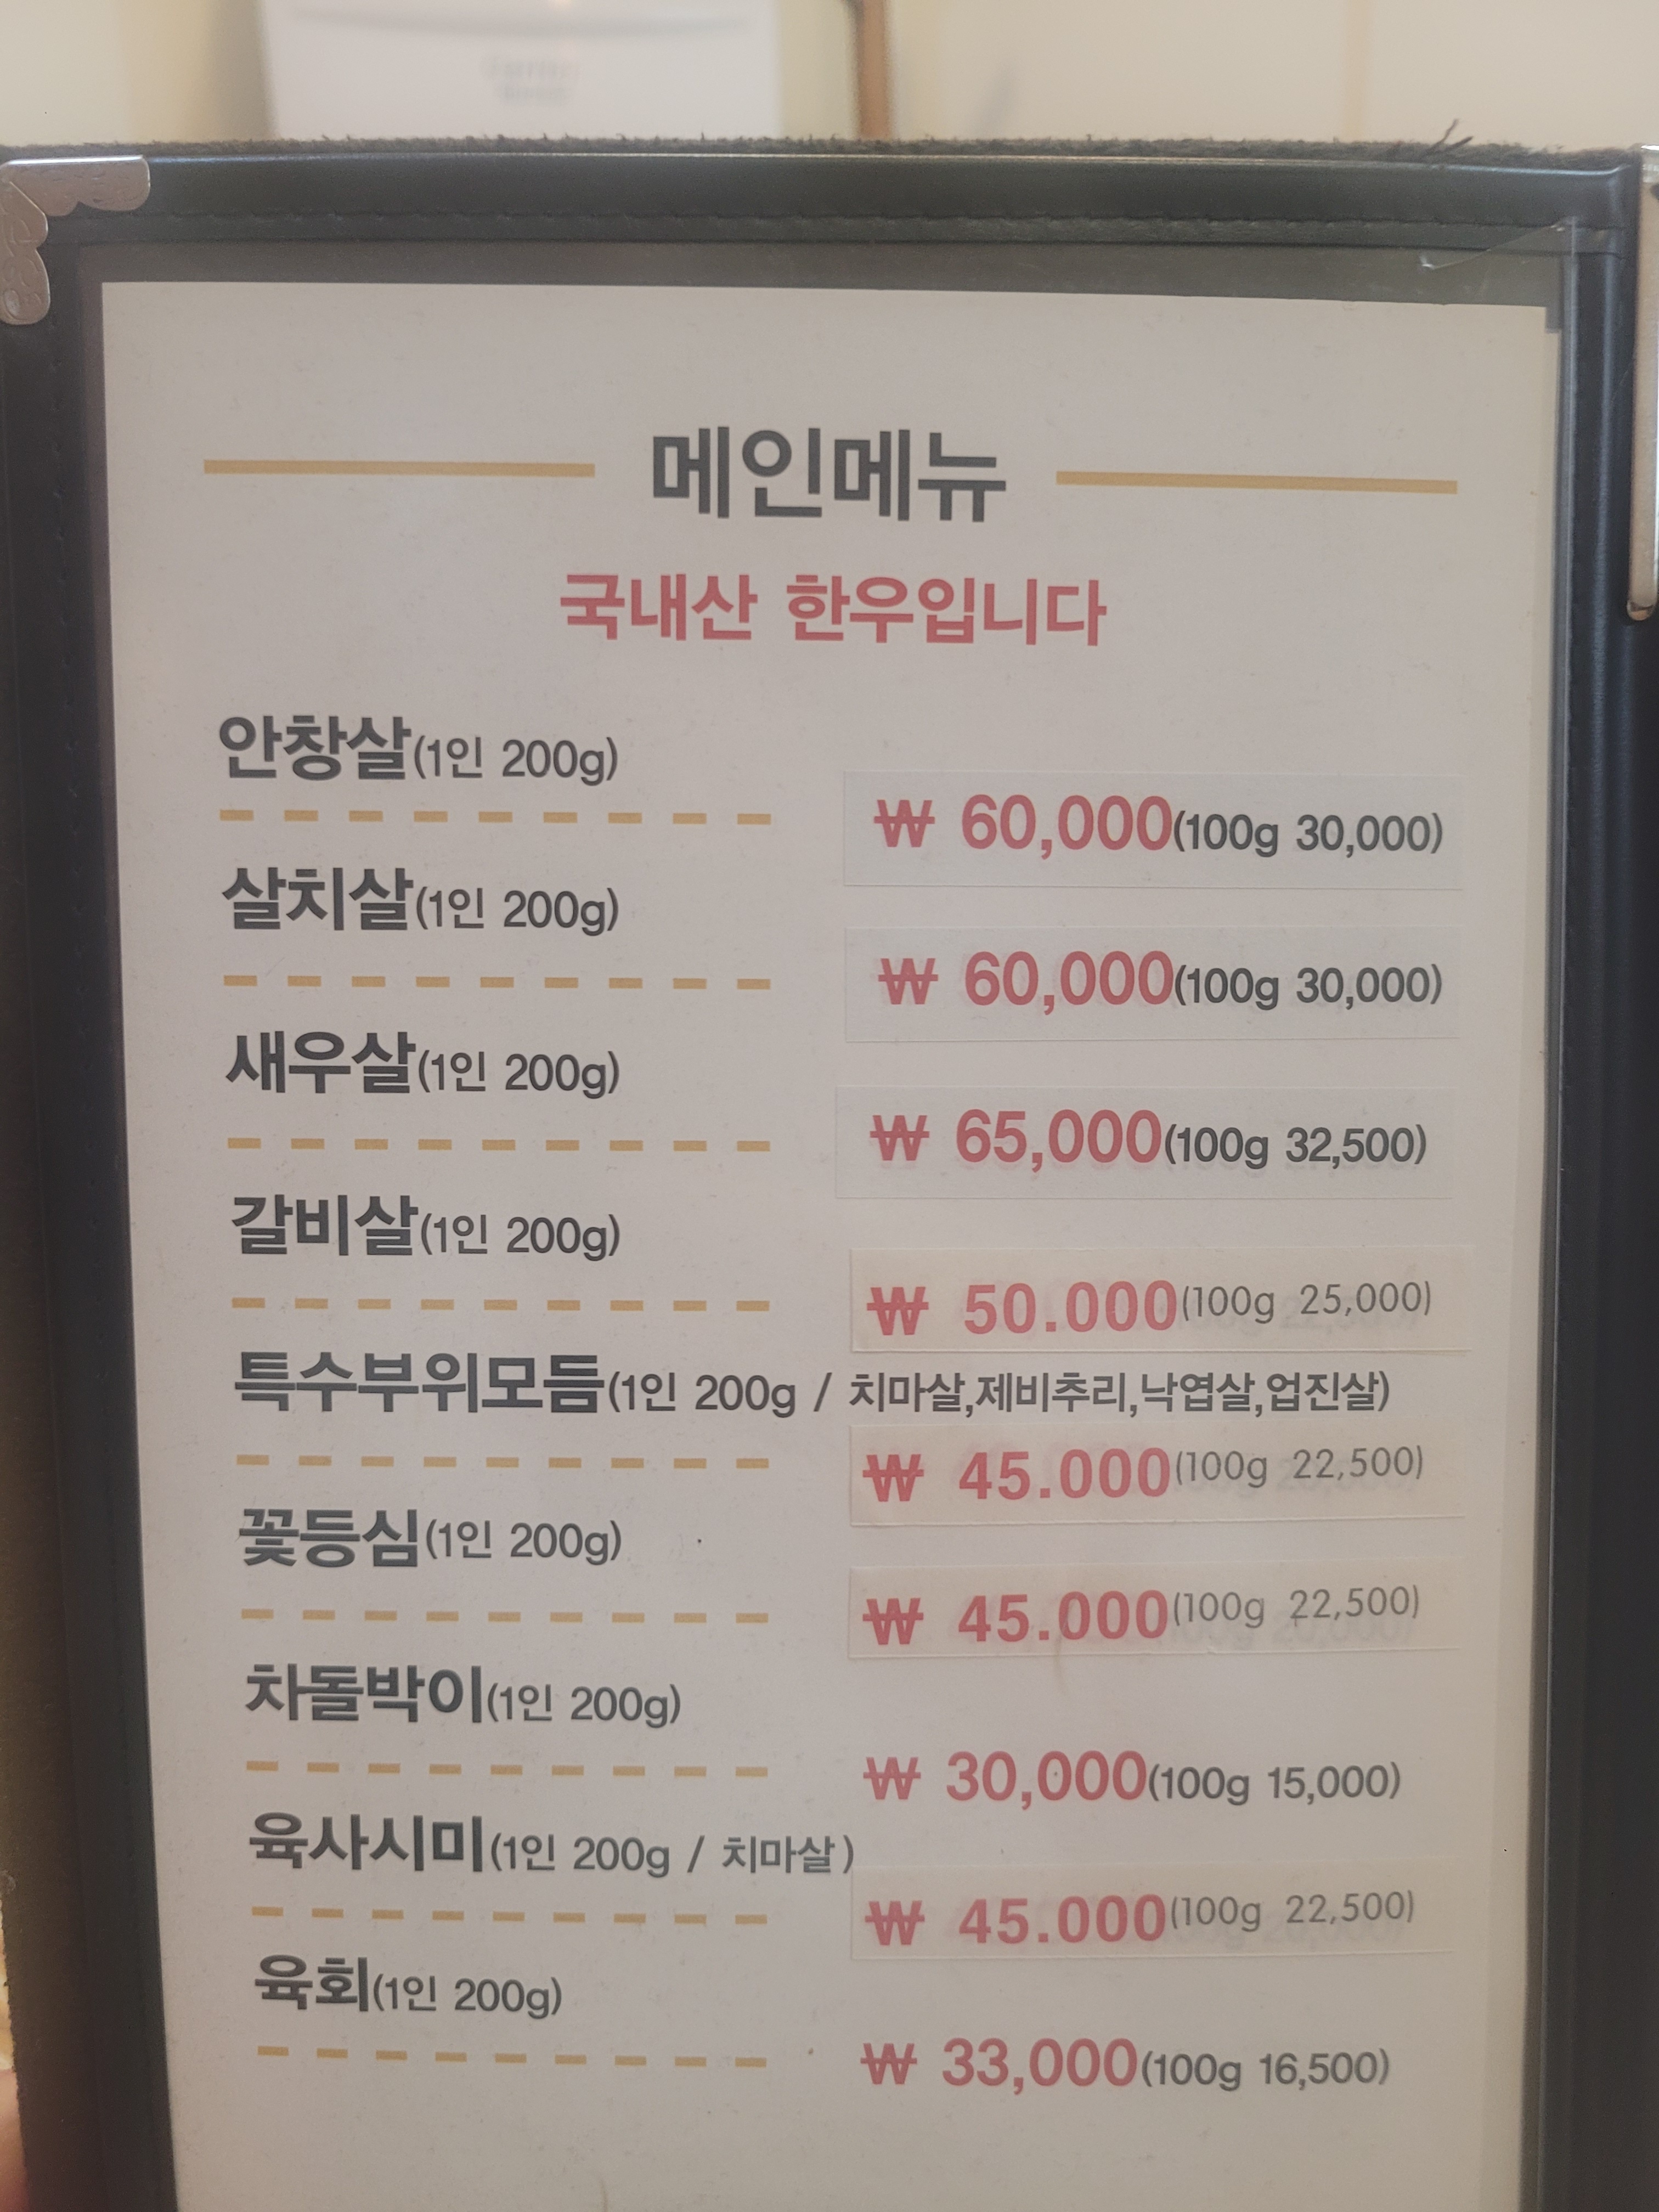 메인메뉴
국내산 한우입니다
안창살(1인 200g)
₩ 60,000(100g 30,000)
살치살(1인 200g)
₩ 60,000(100g 30,000)
새우살(1인 200g)
₩ 65,000(100g 32,500)
갈비살(1인 200g)
₩ 50.000(100g 25,000)
특수부위모듬(1인 200g / 치마살,제비추리,낙엽살,업진살)
₩ 45.000(100g 22,500)
꽃등심(1인 200g)
₩ 45.000(100g 22,500)
차돌박이(1인 200g)
₩ 30,000(100g 15,000)
육사시미(1인 200g / 치마살)
₩ 45.000(100g 22,500)
육회(1인 200g)
₩ 33,000(100g 16,500)